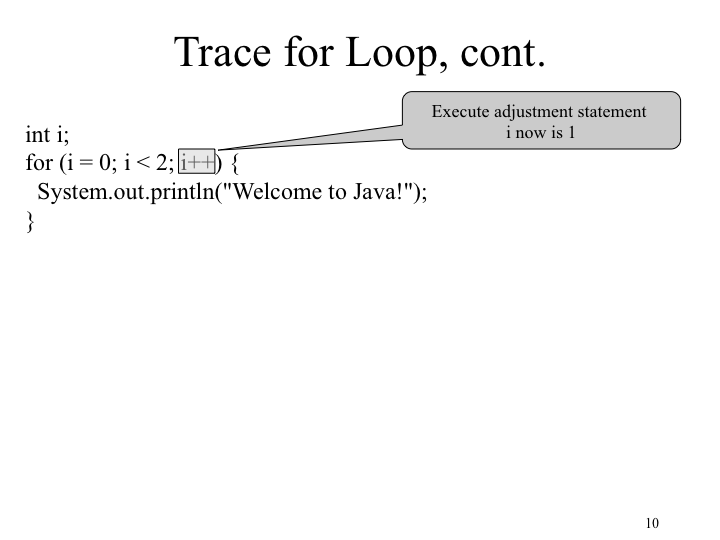 Trace for Loop, cont.
Execute adjustment statement
i now is 1
int i;
for (i = 0; i < 2; i++) {
  System.out.println("Welcome to Java!");
}
10